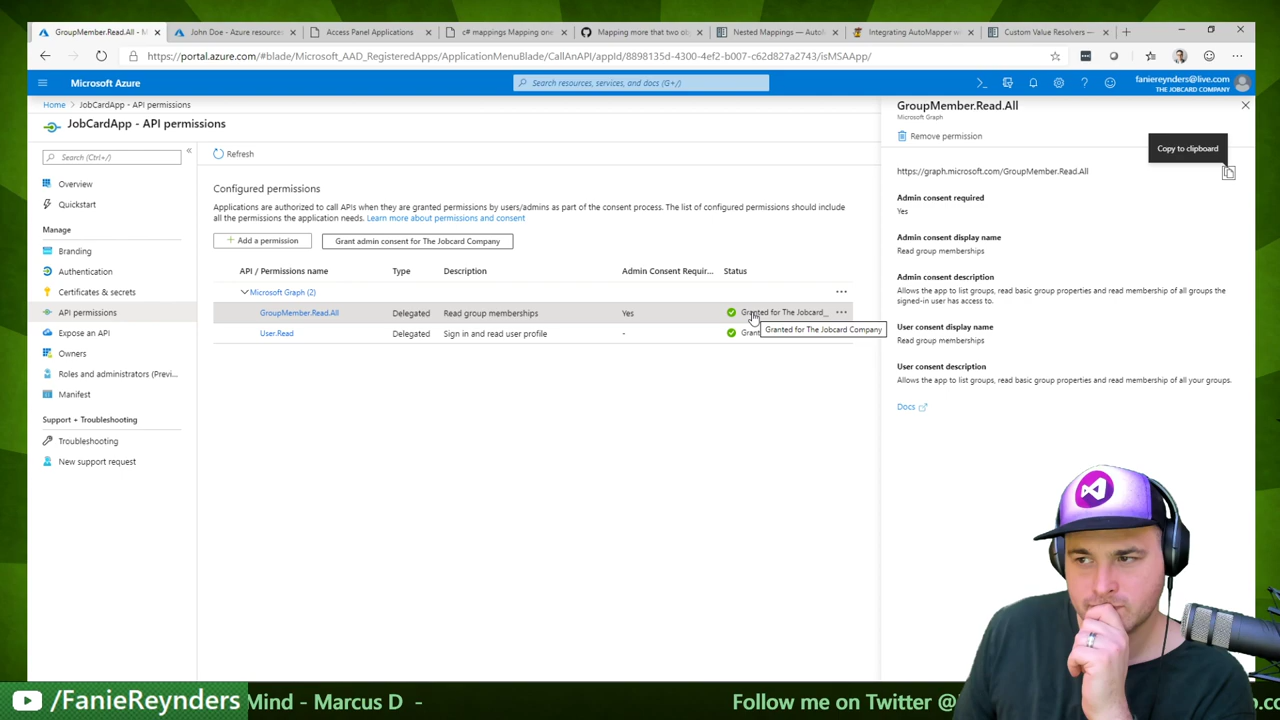 GroupMember.Read.All - M
John Doe - Azure resources
Access Panel Applications
c# mappings Mapping one
Mapping more that two ob
Nested Mappings — AutoM
Integrating AutoMapper wi
Custom Value Resolvers —
https://portal.azure.com/#blade/Microsoft_AAD_RegisteredApps/ApplicationMenuBlade/CallAnAPI/appId/8898135d-4300-4ef2-b007-c62d827a2743/isMSAApp/
Microsoft Azure
Search resources, services, and docs (G+/)
faniereynders@live.com
THE JOBCARD COMPANY
Home > JobCardApp - API permissions
JobCardApp - API permissions
Search (Ctrl+/)
Overview
Quickstart
Manage
Branding
Authentication
Certificates & secrets
API permissions
Expose an API
Owners
Roles and administrators (Previ...
Manifest
Support + Troubleshooting
Troubleshooting
New support request
Refresh
Configured permissions
Applications are authorized to call APIs when they are granted permissions by users/admins as part of the consent process. The list of configured permissions should include
all the permissions the application needs. Learn more about permissions and consent
+ Add a permission
Grant admin consent for The Jobcard Company
API / Permissions name Type Description Admin Consent Requir... Status
Microsoft Graph (2) ...
GroupMember.Read.All Delegated Read group memberships Yes Granted for The Jobcard_ ...
User.Read Delegated Sign in and read user profile - Grant
Granted for The Jobcard Company
GroupMember.Read.All
Microsoft Graph
Remove permission
Copy to clipboard
https://graph.microsoft.com/GroupMember.Read.All
Admin consent required
Yes
Admin consent display name
Read group memberships
Admin consent description
Allows the app to list groups, read basic group properties and read membership of all groups the
signed-in user has access to.
User consent display name
Read group memberships
User consent description
Allows the app to list groups, read basic group properties and read membership of all your groups.
Docs
/FanieReynders
Mind - Marcus D -
Follow me on Twitter @